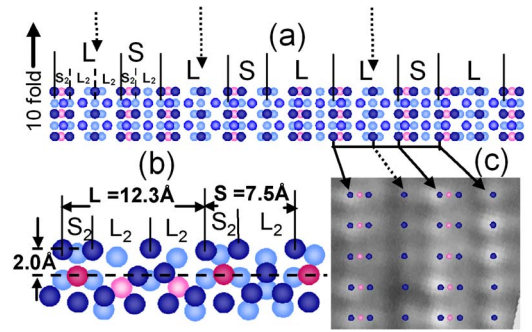 (a)
L S
S₂ L₂ L₂ S₂ L₂ L S L L S L
10 fold
(b) (c)
L =12.3Å S =7.5Å
S₂ L₂ L₂ S₂ L₂
2.0Å